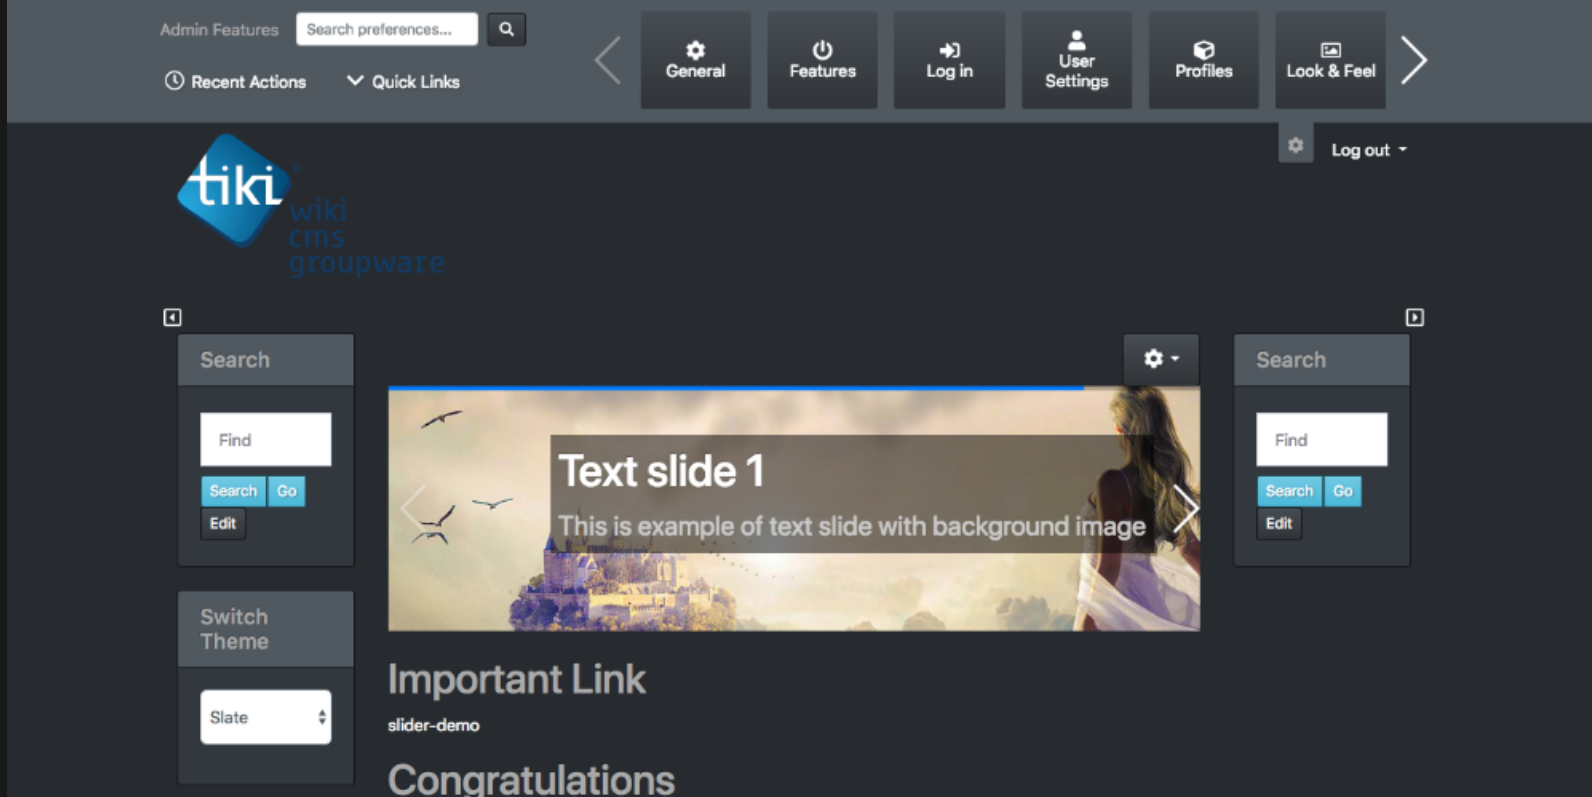 Admin Features
Search preferences...
Recent Actions
Quick Links
General
Features
Log in
User
Settings
Profiles
Look & Feel
Log out
tiki
wiki
cms
groupware
Search
Find
Search Go
Edit
Switch
Theme
Slate
Text slide 1
This is example of text slide with background image
Important Link
slider-demo
Congratulations
Search
Find
Search Go
Edit